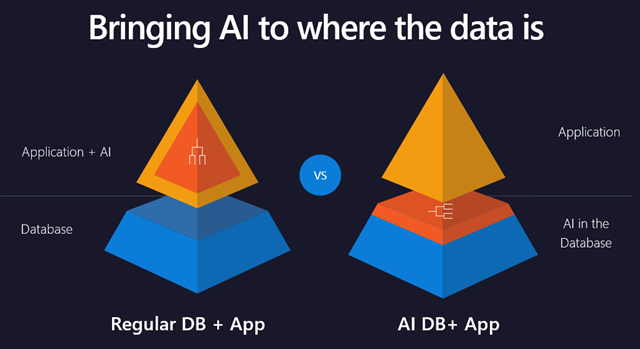 Bringing AI to where the data is
Application + AI
Database
VS
Application
AI in the
Database
Regular DB + App
AI DB+ App